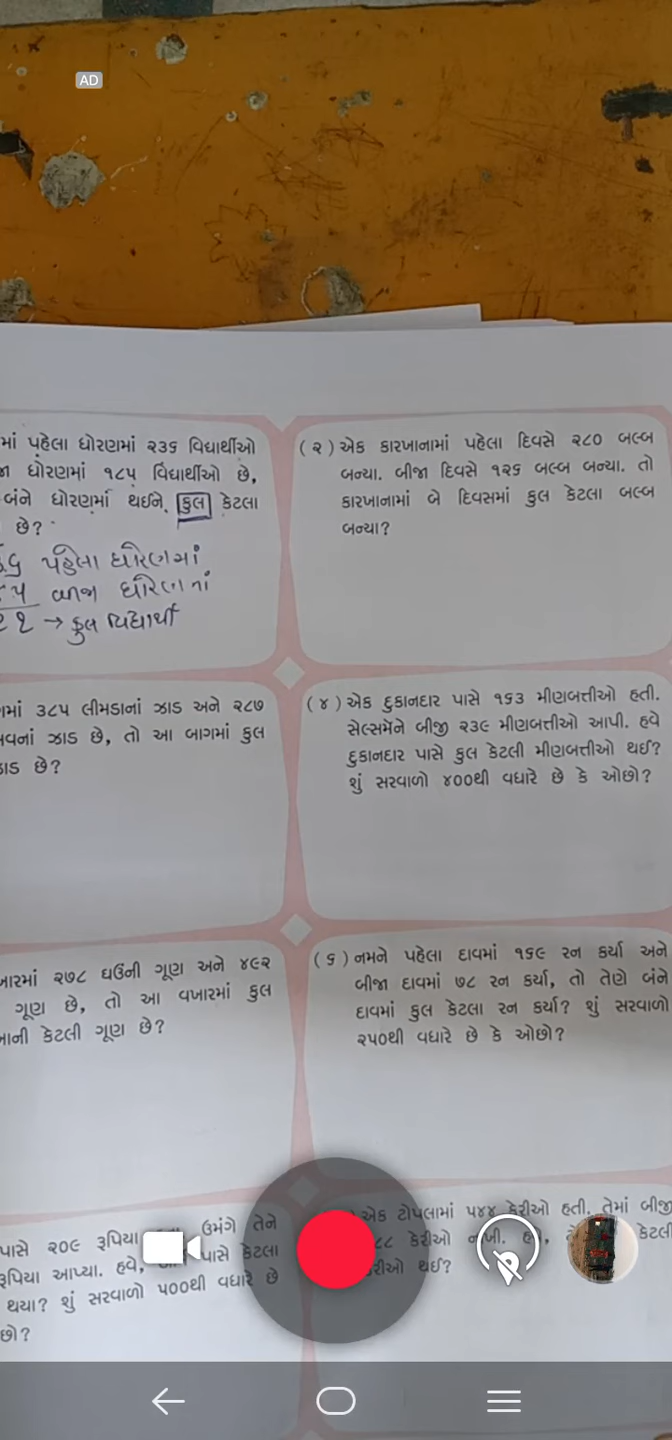 AD
માં પહેલા ધોરણમાં ૨૩૬ વિદ્યાર્થીઓ
ધોરણમાં ૧૮૫ વિદ્યાર્થીઓ છે,
બંને ધોરણમાં થઈને કુલ કેટલા
છે?
પહેલા ધોરણમાં
ધોરણનાં
→ કુલ વિદ્યાર્થી
(૨) એક કારખાનામાં પહેલા દિવસે ૨૮૦ બલ્બ
બન્યા. બીજા દિવસે ૧૨૬ બલ્બ બન્યા. તો
કારખાનામાં બે દિવસમાં કુલ કેટલા બલ્બ
બન્યા?
૩૮૫ લીમડાનાં ઝાડ અને ૨૮૭
ઝાડ છે, તો આ બાગમાં કુલ
છે?
(૪) એક દુકાનદાર પાસે ૧૬૩ મીણબત્તીઓ હતી.
સેલ્સમેને બીજી ૨૩૯ મીણબત્તીઓ આપી. હવે
દુકાનદાર પાસે કુલ કેટલી મીણબત્તીઓ થઈ?
શું સરવાળો ૪૦૦થી વધારે છે કે ઓછો?
૨૭૮ ઘઉંની ગૂણ અને ૪૯૨
ગૂણ છે, તો આ વખારમાં કુલ
કેટલી ગૂણ છે?
(૬) નમને પહેલા દાવમાં ૧૬૯ રન કર્યા અને
બીજા દાવમાં ૭૮ રન કર્યા, તો તેણે બંને
દાવમાં કુલ કેટલા રન કર્યા? શું સરવાળો
૨૫૦થી વધારે છે કે ઓછો?
પાસે ૨૦૯ રૂપિયા ઉમંગે તેને
રૂપિયા આપ્યા. હવે, પાસે કેટલા
થયા? શું સરવાળો ૫૦૦થી વધારે છે
એક ટોપલામાં ૫૪૪ કેરીઓ હતી. તેમાં બીજી
કેરીઓ
થઈ?